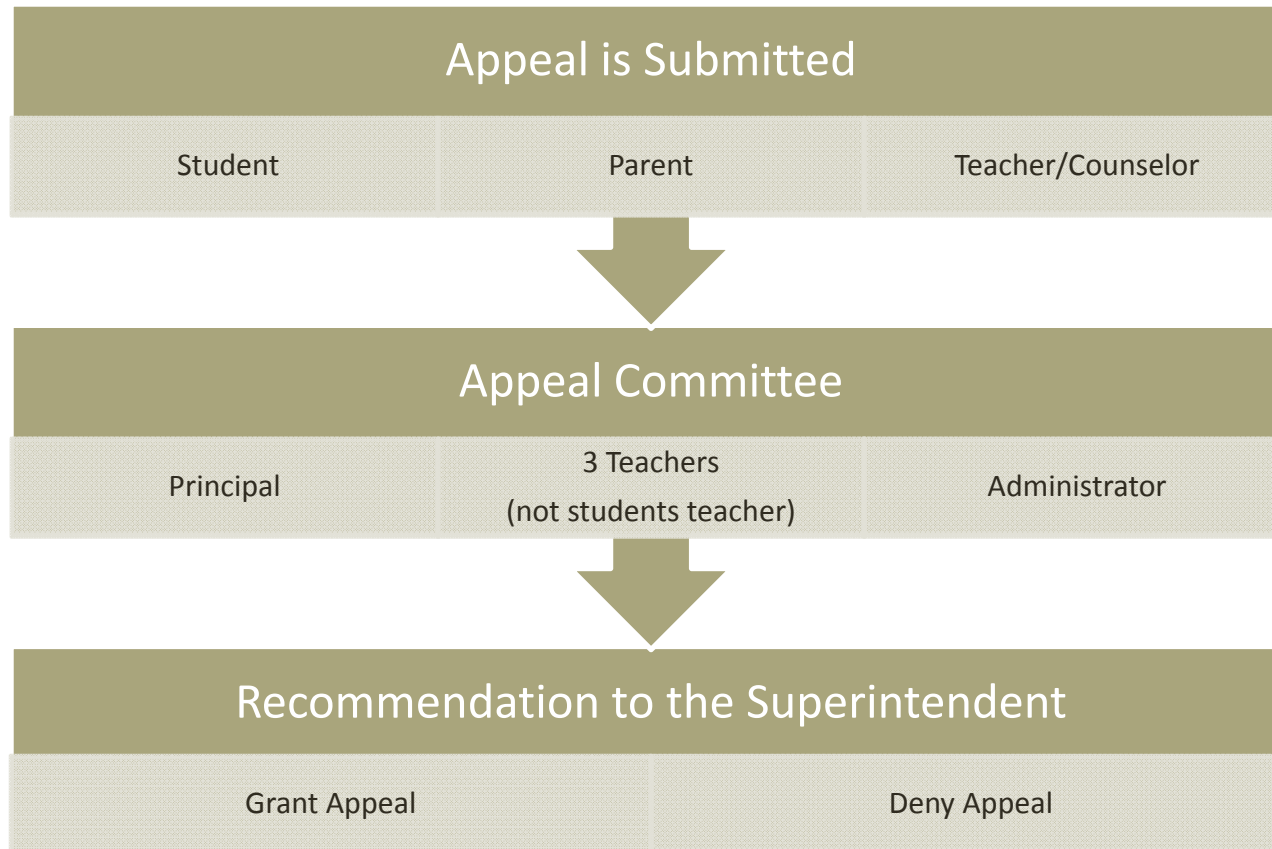 Appeal is Submitted
Student
Parent
Teacher/Counselor
Appeal Committee
Principal
3 Teachers
(not students teacher)
Administrator
Recommendation to the Superintendent
Grant Appeal
Deny Appeal